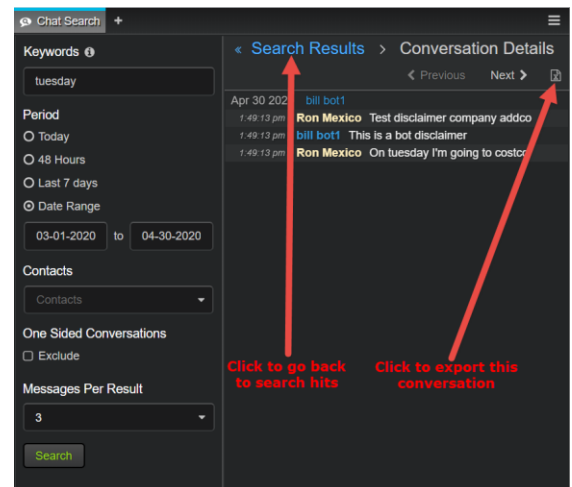 Chat Search +
Keywords
tuesday
Period
Today
48 Hours
Last 7 days
Date Range
03-01-2020 to 04-30-2020
Contacts
Contacts
One Sided Conversations
Exclude
Messages Per Result
3
Search
« Search Results > Conversation Details
Previous Next
Apr 30 202 bill bot1
1:49:13 pm Ron Mexico Test disclaimer company addco
1:49:13 pm bill bot1 This is a bot disclaimer
1:49:13 pm Ron Mexico On tuesday I'm going to costco
Click to go back
to search hits
Click to export this
conversation